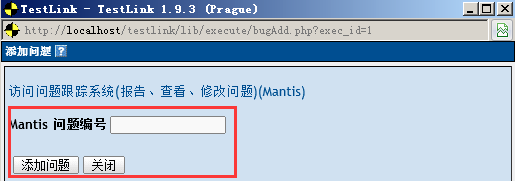 TestLink - TestLink 1.9.3 (Prague)
http://localhost/testlink/lib/execute/bugAdd.php?exec_id=1
添加问题 ?
访问问题跟踪系统(报告、查看、修改问题)(Mantis)
Mantis 问题编号
添加问题 关闭